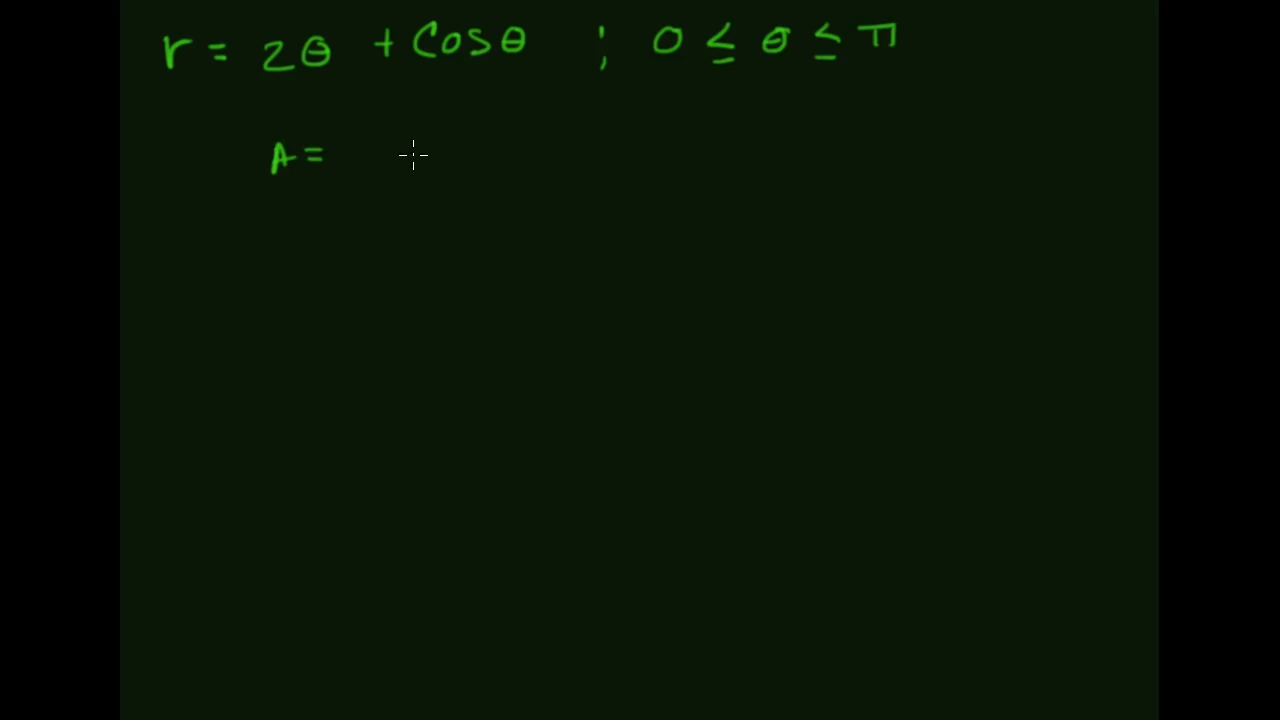 r = 2θ + Cosθ ; 0 ≤ θ ≤ π
A =